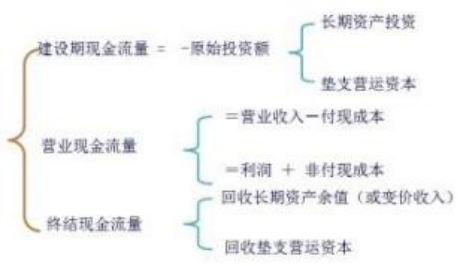 长期资产投资
建设期现金流量 = -原始投资额
垫支营运资本
=营业收入-付现成本
营业现金流量
=利润 + 非付现成本
回收长期资产余值（或变价收入）
终结现金流量
回收垫支营运资本